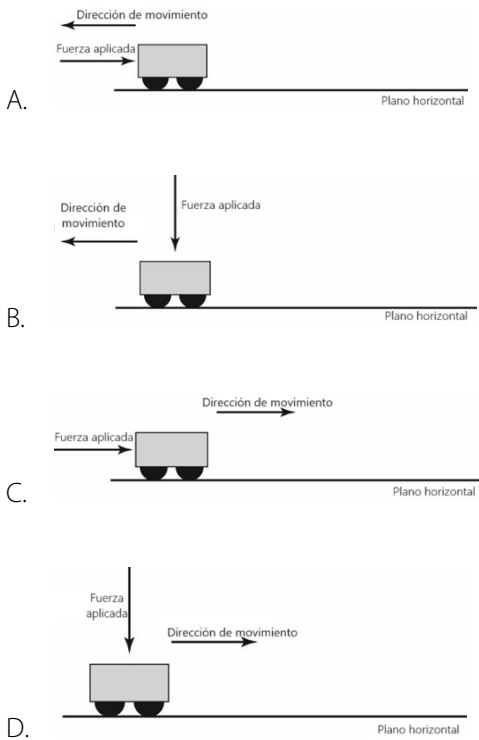 Dirección de movimiento
Fuerza aplicada
A.
Plano horizontal
Fuerza aplicada
Dirección de
movimiento
B.
Plano horizontal
Dirección de movimiento
Fuerza aplicada
C.
Plano horizontal
Fuerza
aplicada
Dirección de movimiento
D.
Plano horizontal